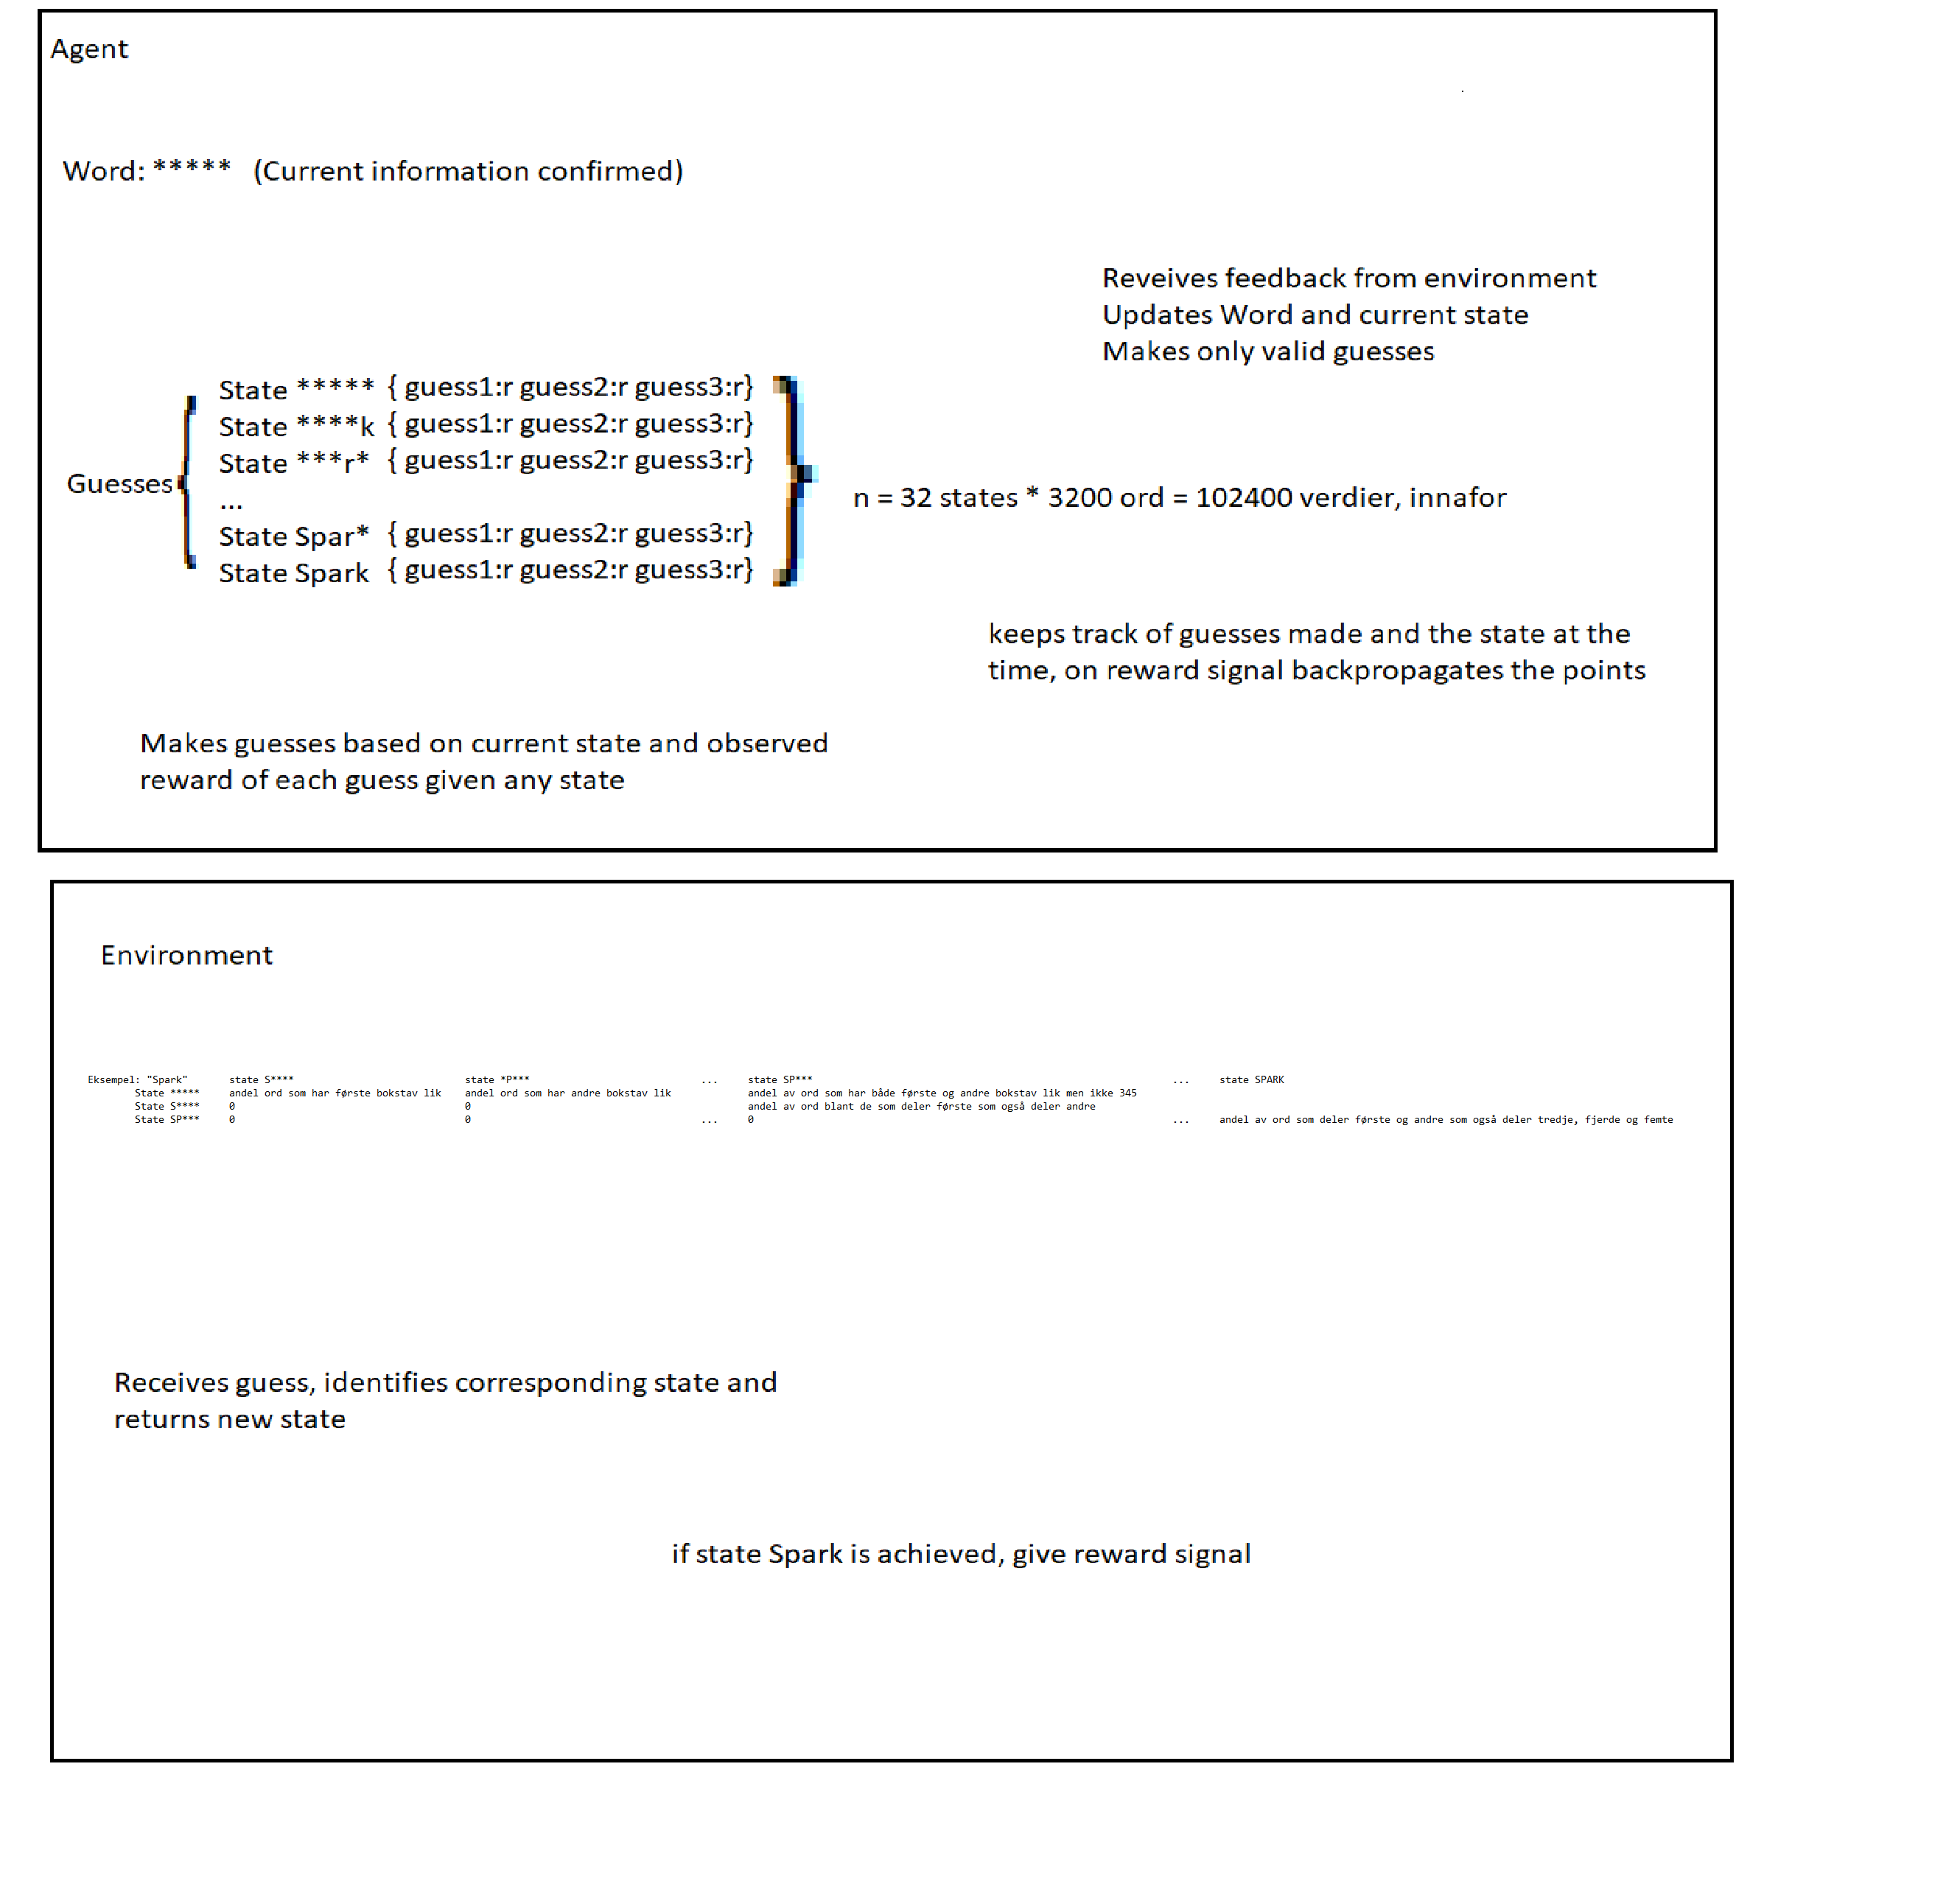 Agent
Word: ***** (Current information confirmed)
Reveives feedback from environment
Updates Word and current state
Makes only valid guesses
Guesses
State ***** { guess1:r guess2:r guess3:r}
State ****k { guess1:r guess2:r guess3:r}
State ***r* { guess1:r guess2:r guess3:r}
...
State Spar* { guess1:r guess2:r guess3:r}
State Spark { guess1:r guess2:r guess3:r}
n = 32 states * 3200 ord = 102400 verdier, innafor
keeps track of guesses made and the state at the
time, on reward signal backpropagates the points
Makes guesses based on current state and observed
reward of each guess given any state
Environment
Eksempel: "Spark" state S**** state *P*** ... state SP*** ... state SPARK
State ***** andel ord som har første bokstav lik andel ord som har andre bokstav lik andel av ord som har både første og andre bokstav lik men ikke 345
State S**** 0 0 andel av ord blant de som deler første som også deler andre
State SP*** 0 0 ... 0 ... andel av ord som deler første og andre som også deler tredje, fjerde og femte
Receives guess, identifies corresponding state and
returns new state
if state Spark is achieved, give reward signal